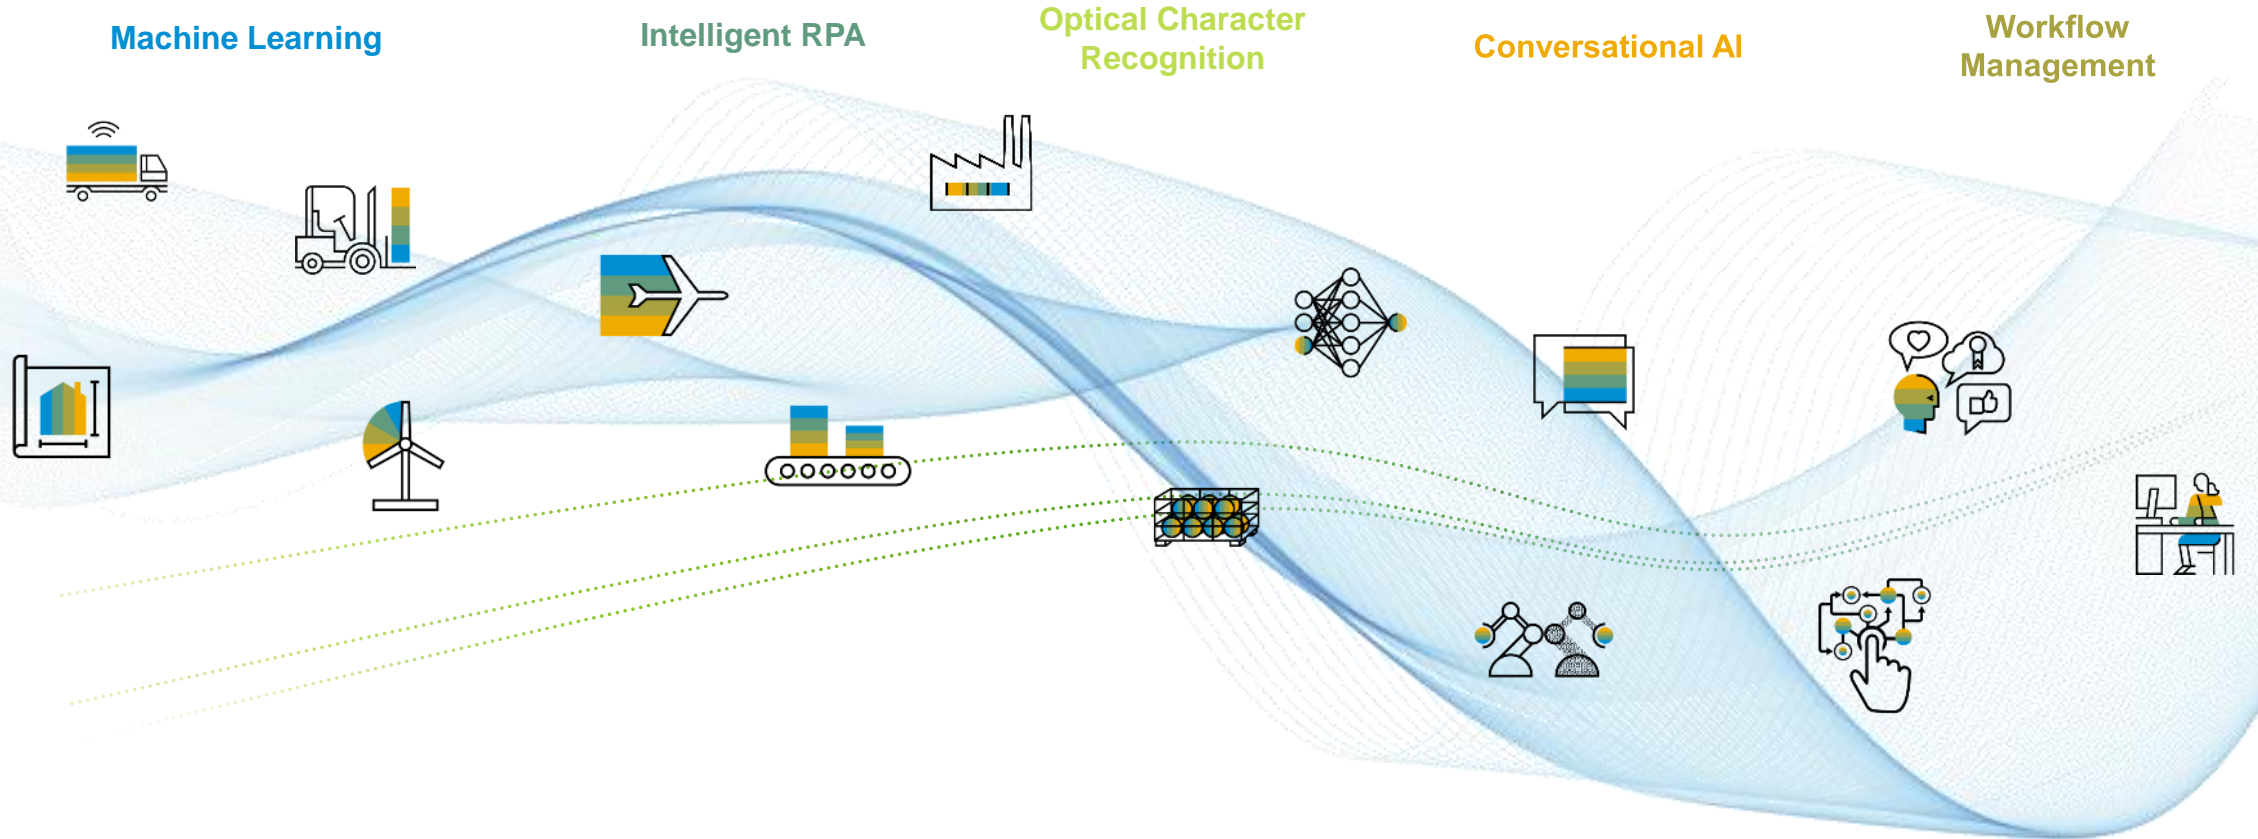 Machine Learning
Intelligent RPA
Optical Character
Recognition
Conversational AI
Workflow
Management